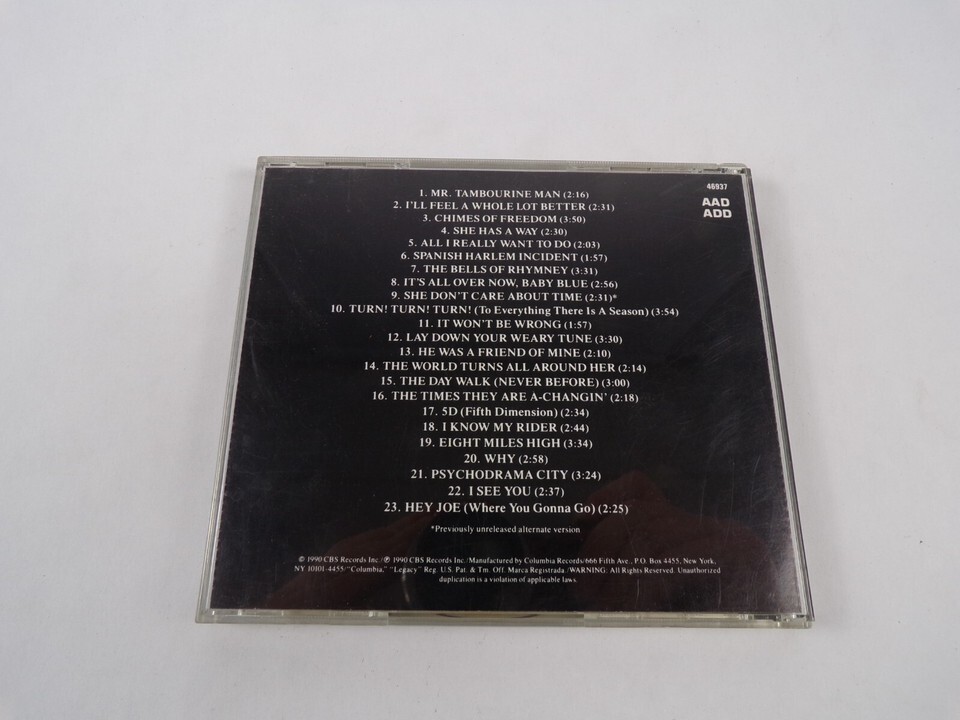 46937
AAD
ADD
1. MR. TAMBOURINE MAN (2:16)
2. I'LL FEEL A WHOLE LOT BETTER (2:31)
3. CHIMES OF FREEDOM (3:50)
4. SHE HAS A WAY (2:30)
5. ALL I REALLY WANT TO DO (2:03)
6. SPANISH HARLEM INCIDENT (1:57)
7. THE BELLS OF RHYMNEY (3:31)
8. IT'S ALL OVER NOW, BABY BLUE (2:56)
9. SHE DON'T CARE ABOUT TIME (2:31)*
10. TURN! TURN! TURN! (To Everything There Is A Season) (3:54)
11. IT WON'T BE WRONG (1:57)
12. LAY DOWN YOUR WEARY TUNE (3:30)
13. HE WAS A FRIEND OF MINE (2:10)
14. THE WORLD TURNS ALL AROUND HER (2:14)
15. THE DAY WALK (NEVER BEFORE) (3:00)
16. THE TIMES THEY ARE A-CHANGIN' (2:18)
17. 5D (Fifth Dimension) (2:34)
18. I KNOW MY RIDER (2:44)
19. EIGHT MILES HIGH (3:34)
20. WHY (2:58)
21. PSYCHODRAMA CITY (3:24)
22. I SEE YOU (2:37)
23. HEY JOE (Where You Gonna Go) (2:25)
*Previously unreleased alternate version
© 1990 CBS Records Inc./℗ 1990 CBS Records Inc./Manufactured by Columbia Records/666 Fifth Ave., P.O. Box 4455, New York,
NY 10101-4455/"Columbia," "Legacy" Reg. U.S. Pat. & Tm. Off. Marca Registrada./WARNING: All Rights Reserved. Unauthorized
duplication is a violation of applicable laws.